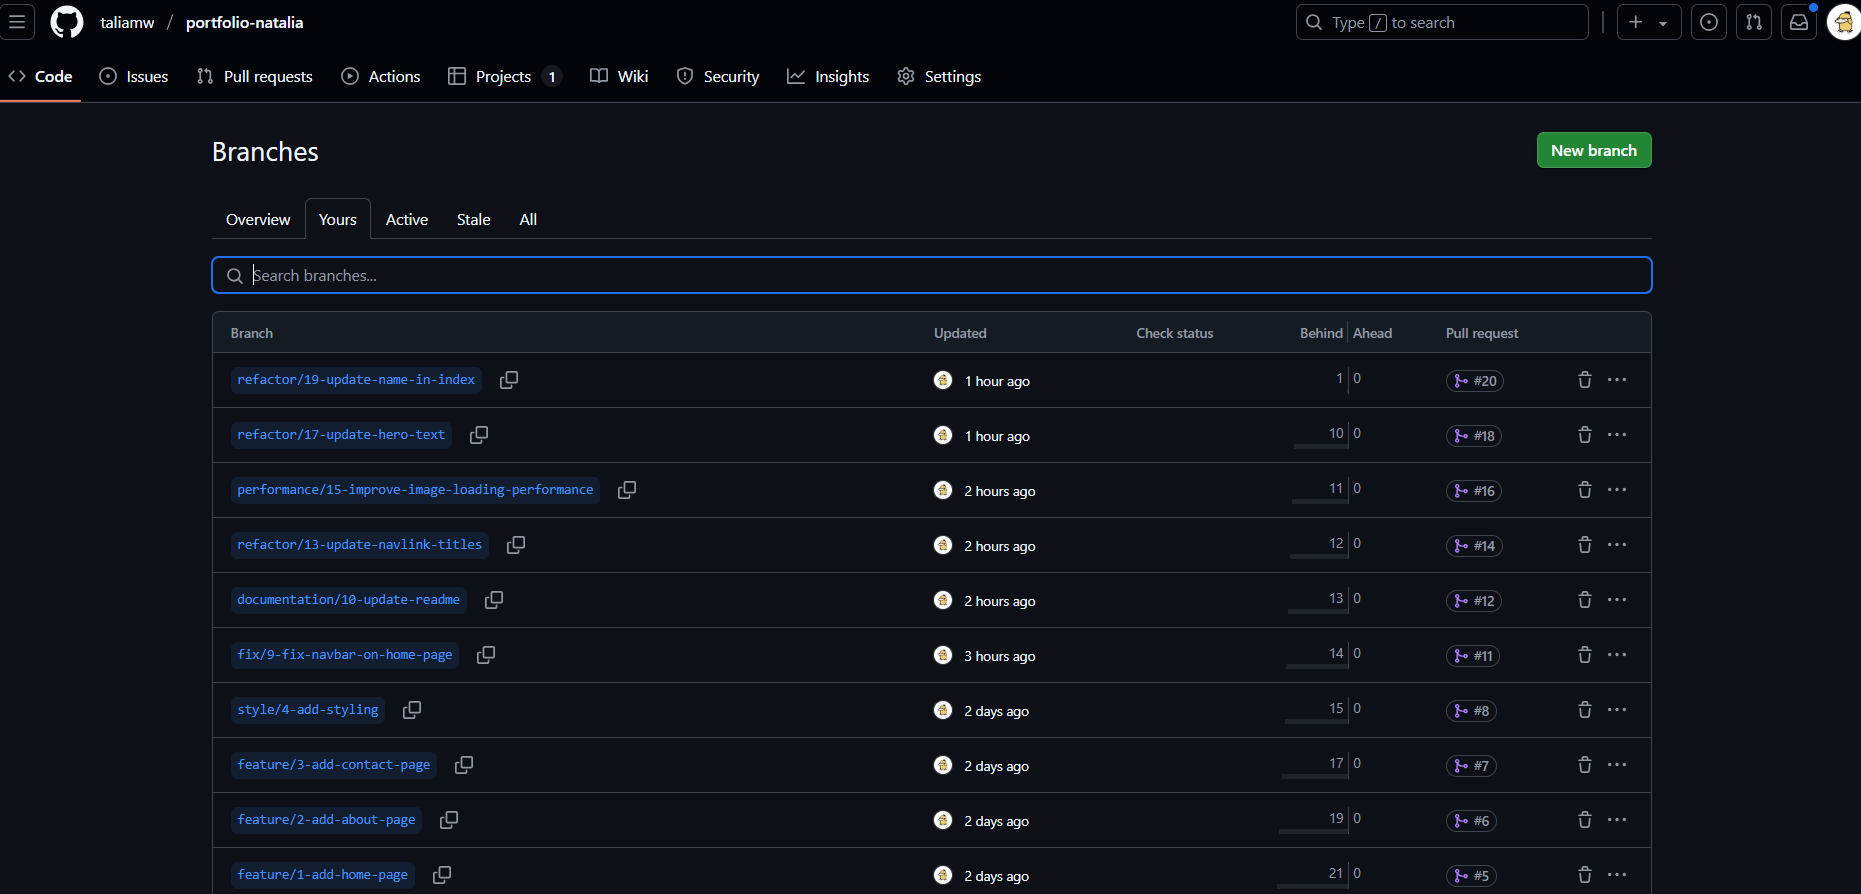 taliamw / portfolio-natalia
Type / to search
Code Issues Pull requests Actions Projects 1 Wiki Security Insights Settings
Branches
New branch
Overview Yours Active Stale All
Search branches...
Branch Updated Check status Behind Ahead Pull request
refactor/19-update-name-in-index 1 hour ago 1 0 #20
refactor/17-update-hero-text 1 hour ago 10 0 #18
performance/15-improve-image-loading-performance 2 hours ago 11 0 #16
refactor/13-update-navlink-titles 2 hours ago 12 0 #14
documentation/10-update-readme 2 hours ago 13 0 #12
fix/9-fix-navbar-on-home-page 3 hours ago 14 0 #11
style/4-add-styling 2 days ago 15 0 #8
feature/3-add-contact-page 2 days ago 17 0 #7
feature/2-add-about-page 2 days ago 19 0 #6
feature/1-add-home-page 2 days ago 21 0 #5